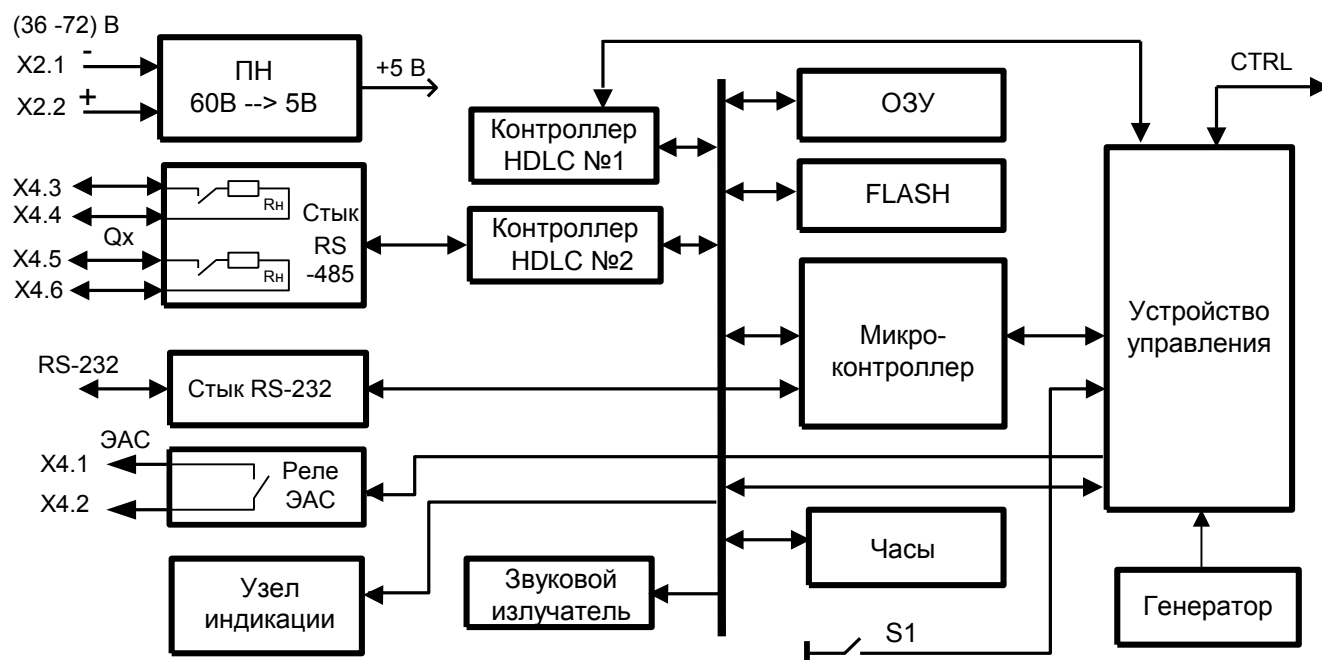 (36 -72) В
X2.1
-
X2.2
+
ПН
60В --> 5В
+5 В
Контроллер
HDLC №1
ОЗУ
CTRL
FLASH
X4.3
X4.4
Qx
X4.5
X4.6
Rн
Rн
Стык
RS
-485
Контроллер
HDLC №2
Микро-
контроллер
Устройство
управления
RS-232
Стык RS-232
ЭАС
X4.1
X4.2
Реле
ЭАС
Часы
Узел
индикации
Звуковой
излучатель
S1
Генератор